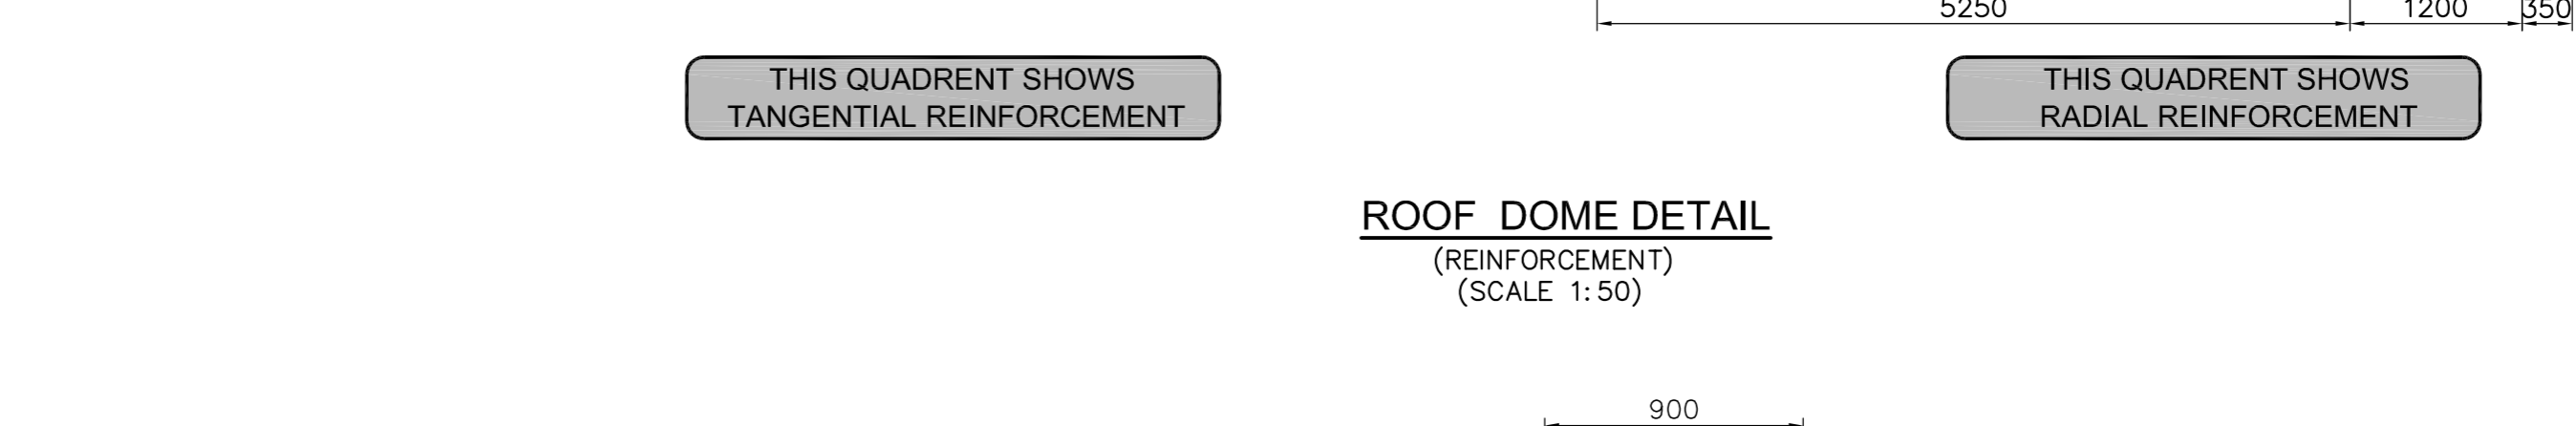 5250 1200 350
THIS QUADRENT SHOWS
TANGENTIAL REINFORCEMENT
THIS QUADRENT SHOWS
RADIAL REINFORCEMENT
ROOF DOME DETAIL
(REINFORCEMENT)
(SCALE 1:50)
900